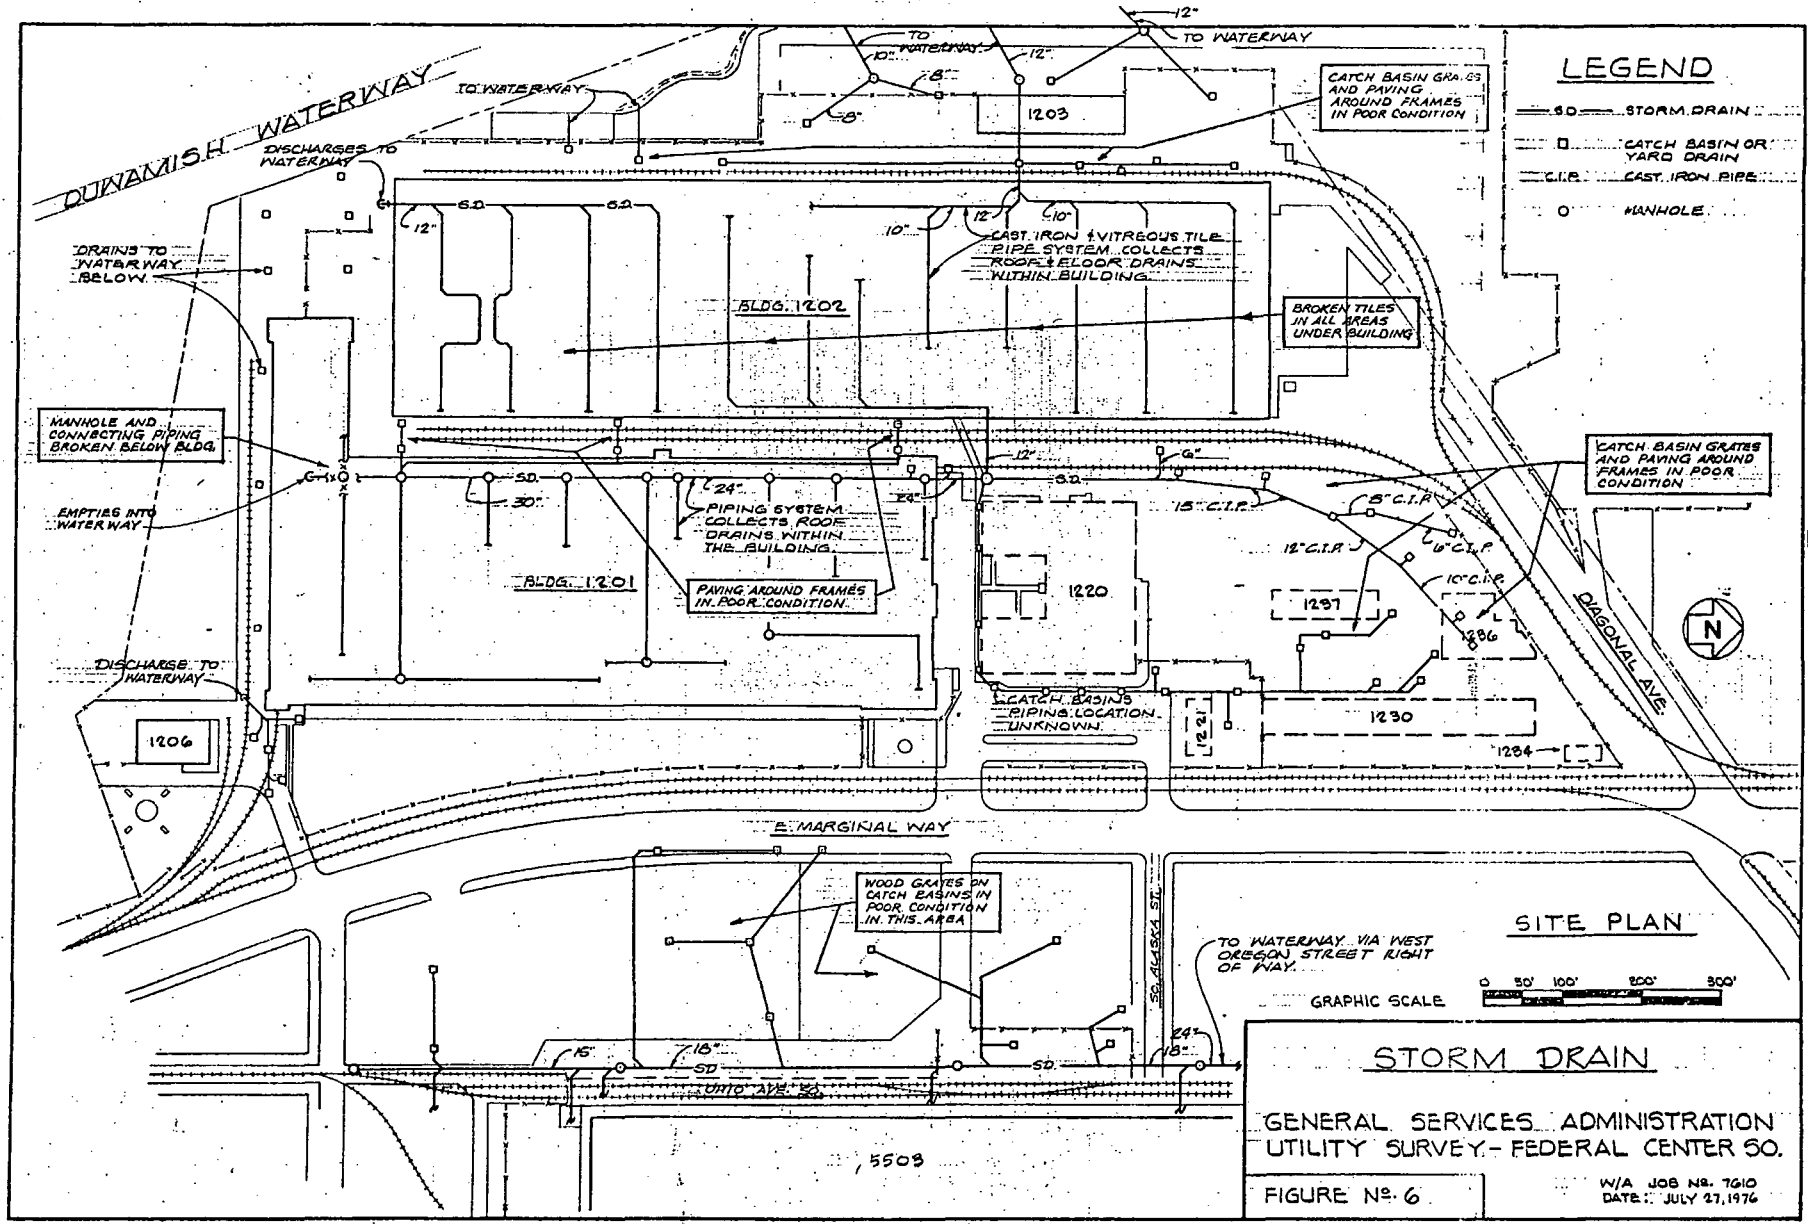 12"
TO WATERWAY
TO
WATERWAY
10"
12"
8"
8"
1203
TO WATERWAY
CATCH BASIN GRATES
AND PAVING
AROUND FRAMES
IN POOR CONDITION
LEGEND
SD STORM DRAIN
CATCH BASIN OR
YARD DRAIN
C.I.P. CAST IRON PIPE
MANHOLE
DUWAMISH WATERWAY
DISCHARGES TO
WATERWAY
S.D.
S.D.
12"
10"
12"
10"
CAST IRON & VITREOUS TILE
PIPE SYSTEM COLLECTS
ROOF & FLOOR DRAINS
WITHIN BUILDING
DRAINS TO
WATERWAY
BELOW
BLDG. 1202
BROKEN TILES
IN ALL AREAS
UNDER BUILDING
MANHOLE AND
CONNECTING PIPING
BROKEN BELOW BLDG.
CATCH BASIN GRATES
AND PAVING AROUND
FRAMES IN POOR
CONDITION
12"
6"
S.D.
30"
24"
24"
S.D.
15" C.I.P.
8" C.I.P.
EMPTIES INTO
WATERWAY
PIPING SYSTEM
COLLECTS ROOF
DRAINS WITHIN
THE BUILDING
12" C.I.P.
6" C.I.P.
10" C.I.P.
BLDG. 1201
PAVING AROUND FRAMES
IN POOR CONDITION
1220
1237
1236
DIAGONAL AVE.
N
DISCHARGE TO
WATERWAY
CATCH BASINS
PIPING LOCATION
UNKNOWN
1221
1230
1234
1206
E. MARGINAL WAY
WOOD GRATES ON
CATCH BASINS IN
POOR CONDITION
IN THIS AREA
SO. ALASKA ST.
TO WATERWAY VIA WEST
OREGON STREET RIGHT
OF WAY
SITE PLAN
GRAPHIC SCALE
0 50' 100' 200' 300'
15"
18"
SD
S.D.
18"
24"
OHIO AVE. SO.
5503
STORM DRAIN
GENERAL SERVICES ADMINISTRATION
UTILITY SURVEY - FEDERAL CENTER SO.
FIGURE Nº. 6
W/A JOB Nº. 7610
DATE: JULY 27, 1976